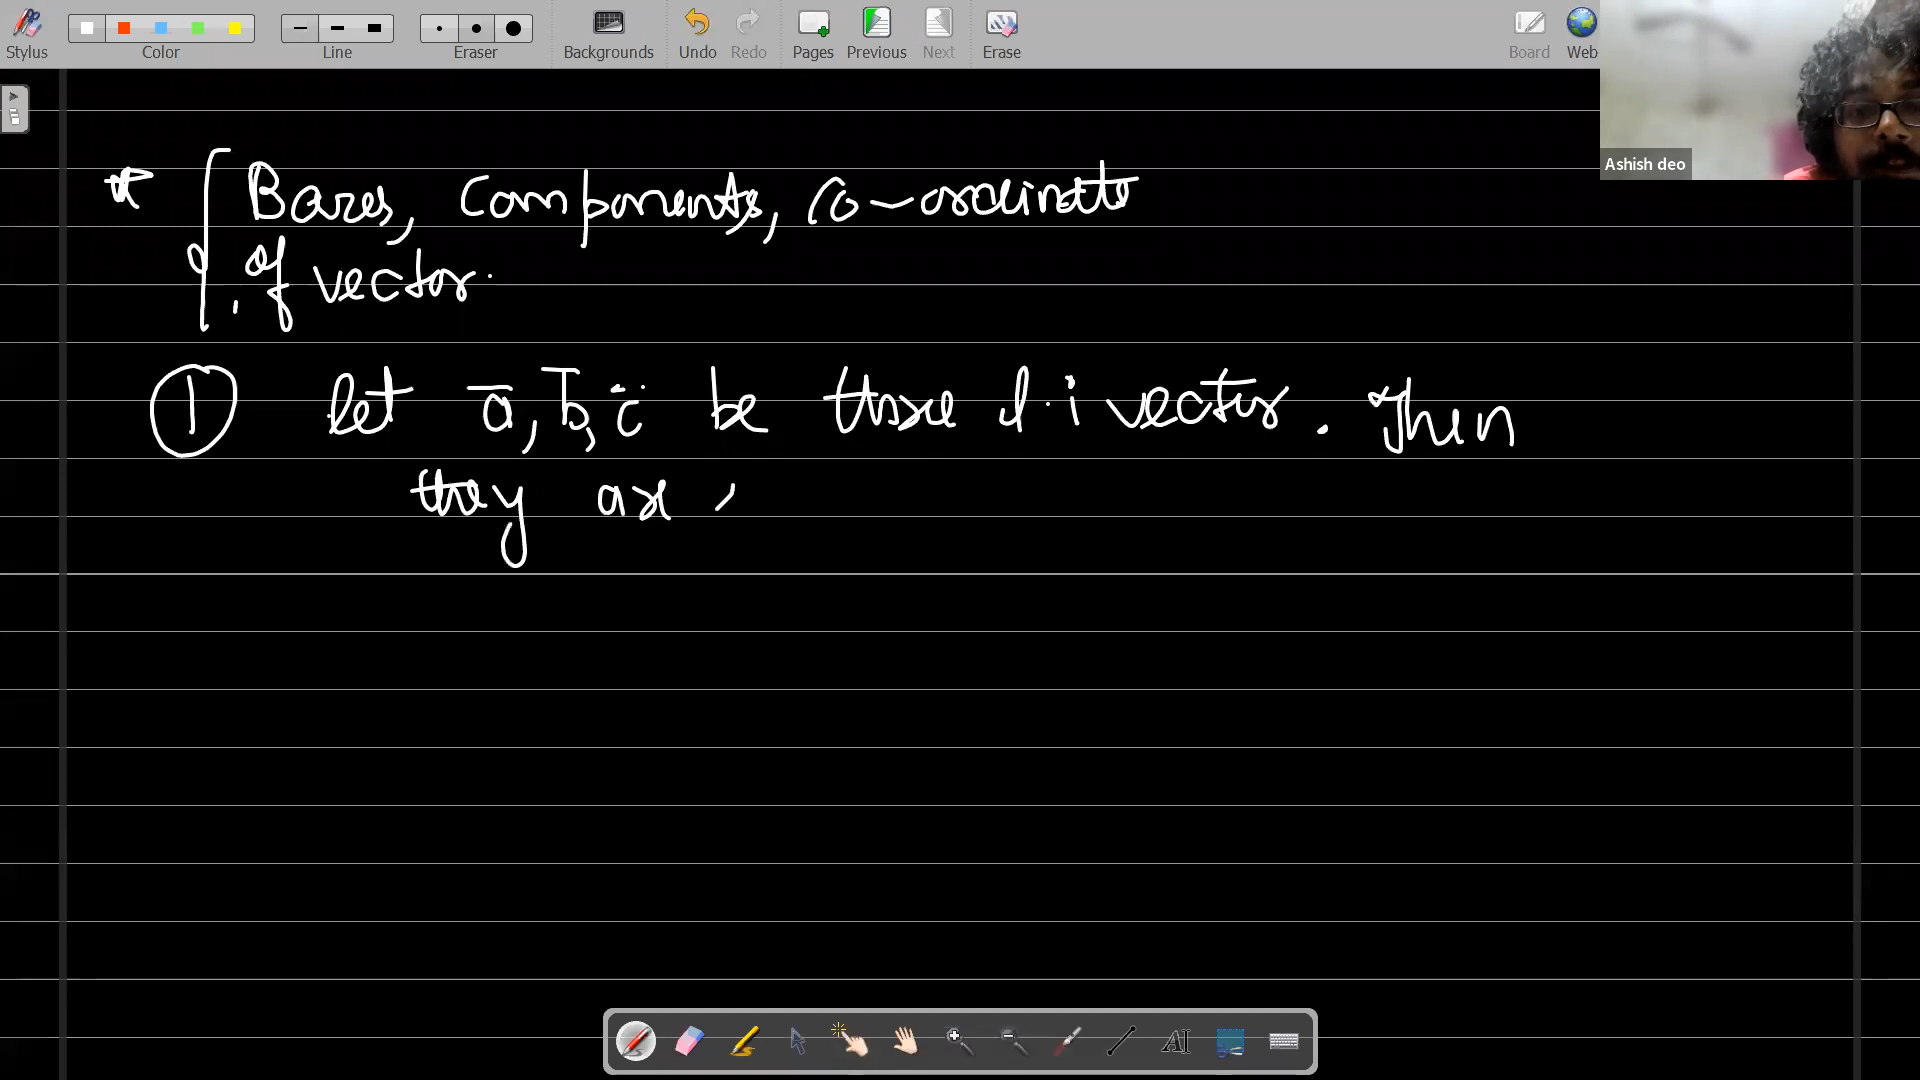 Stylus Color Line Eraser Backgrounds Undo Redo Pages Previous Next Erase Board Web
Ashish deo
Bases, components, co-ordinate
of vector.
① let a̅, b̅, c̅ be three l.i vector. Then
they are
AI